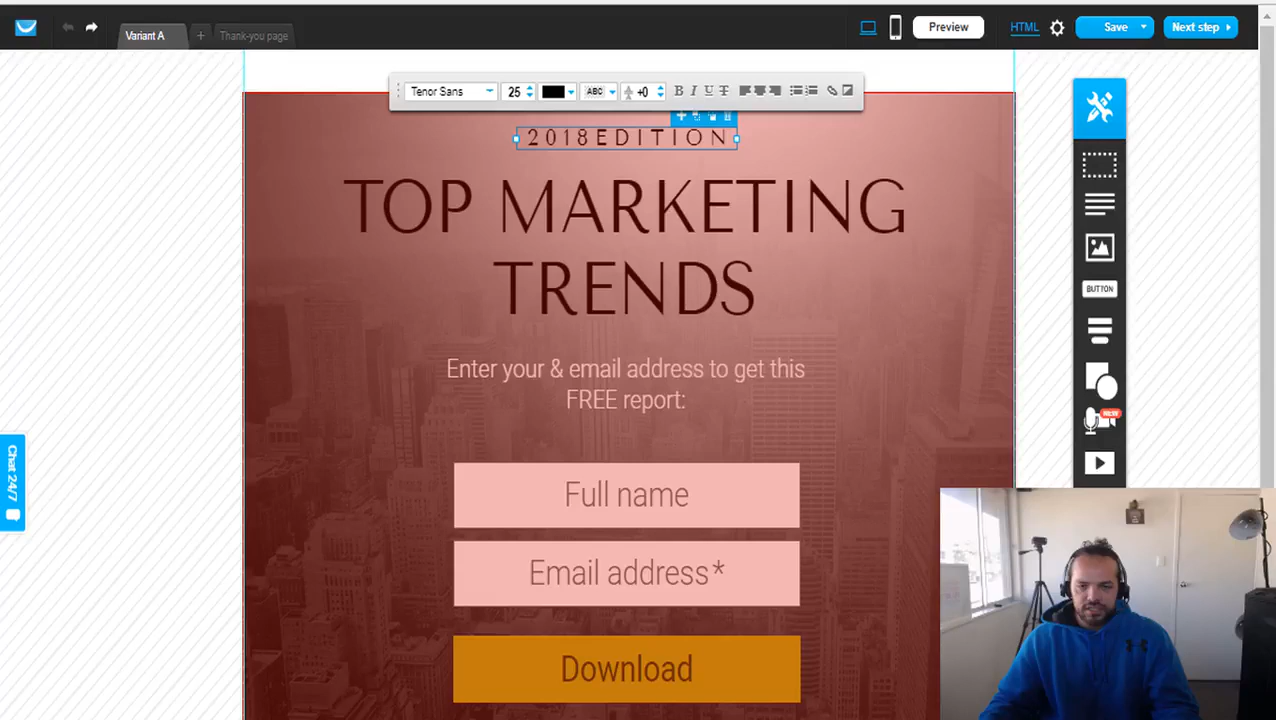 Variant A
+
Thank-you page
Preview
HTML
Save
Next step
Tenor Sans
25
ABC
+0
B I U T
2018EDITION
TOP MARKETING
TRENDS
Enter your & email address to get this
FREE report:
Full name
Email address*
Download
BUTTON
NEW
Chat 24/7